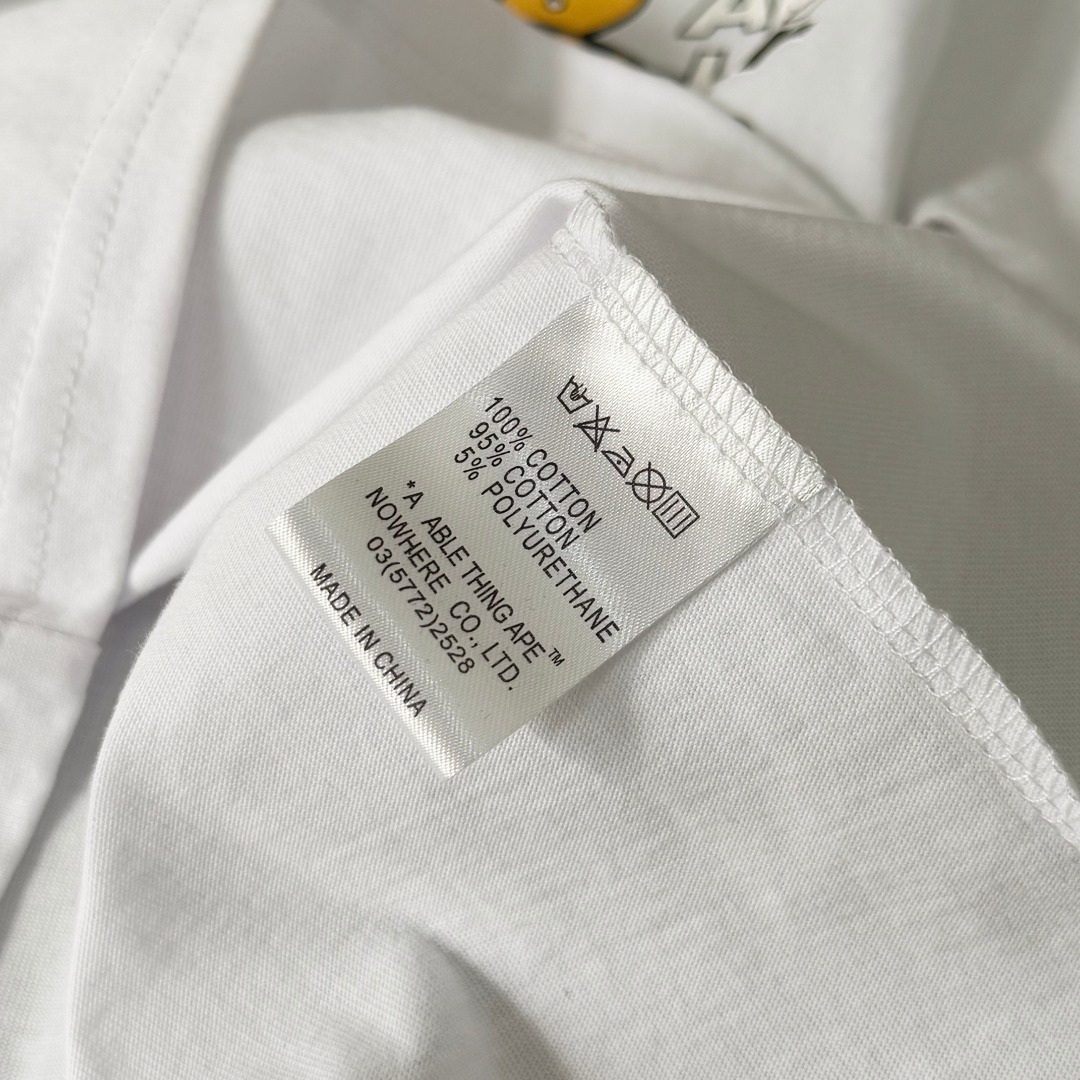 100% COTTON
95% COTTON
5% POLYURETHANE
*A ABLE THING APE™
NOWHERE CO., LTD.
03(5772)2528
MADE IN CHINA